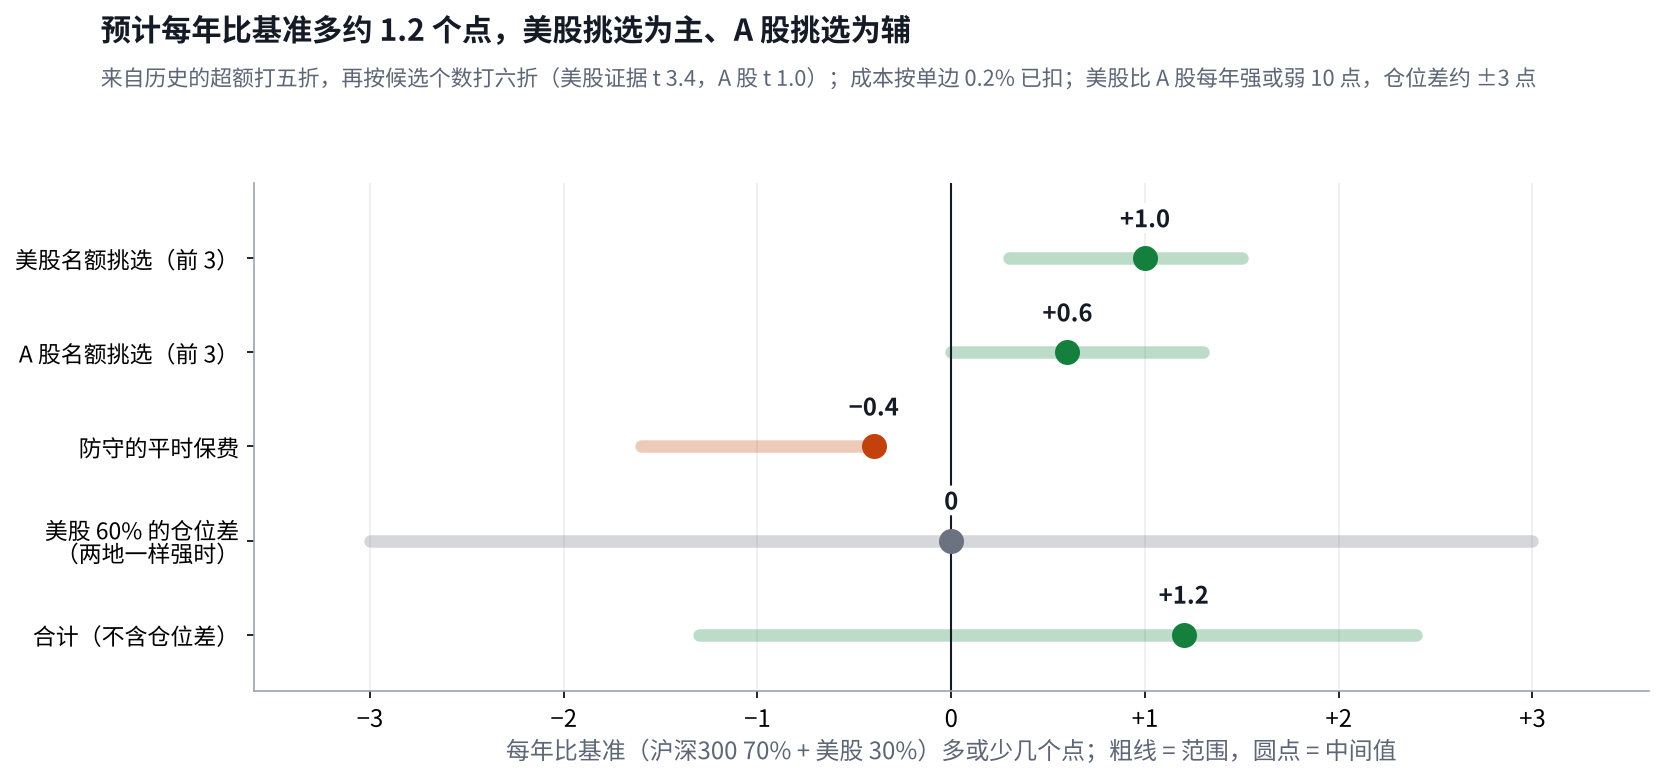 预计每年比基准多约 1.2 个点，美股挑选为主、A 股挑选为辅
来自历史的超额打五折，再按候选个数打六折（美股证据 t 3.4，A 股 t 1.0）；成本按单边 0.2% 已扣；美股比 A 股每年强或弱 10 点，仓位差约 ±3 点
+1.0
美股名额挑选（前 3）
+0.6
A 股名额挑选（前 3）
−0.4
防守的平时保费
0
美股 60% 的仓位差
（两地一样强时）
+1.2
合计（不含仓位差）
−3 −2 −1 0 +1 +2 +3
每年比基准（沪深300 70% + 美股 30%）多或少几个点；粗线 = 范围，圆点 = 中间值